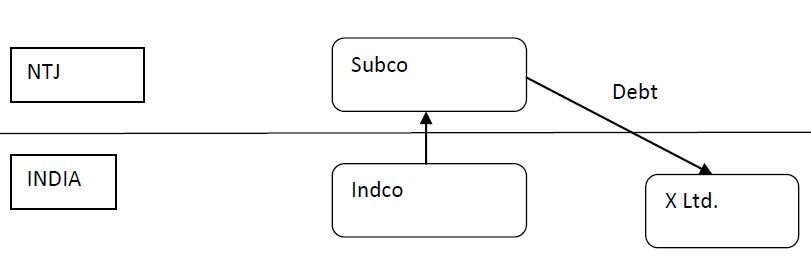 NTJ
Subco
Debt
INDIA
Indco
X Ltd.